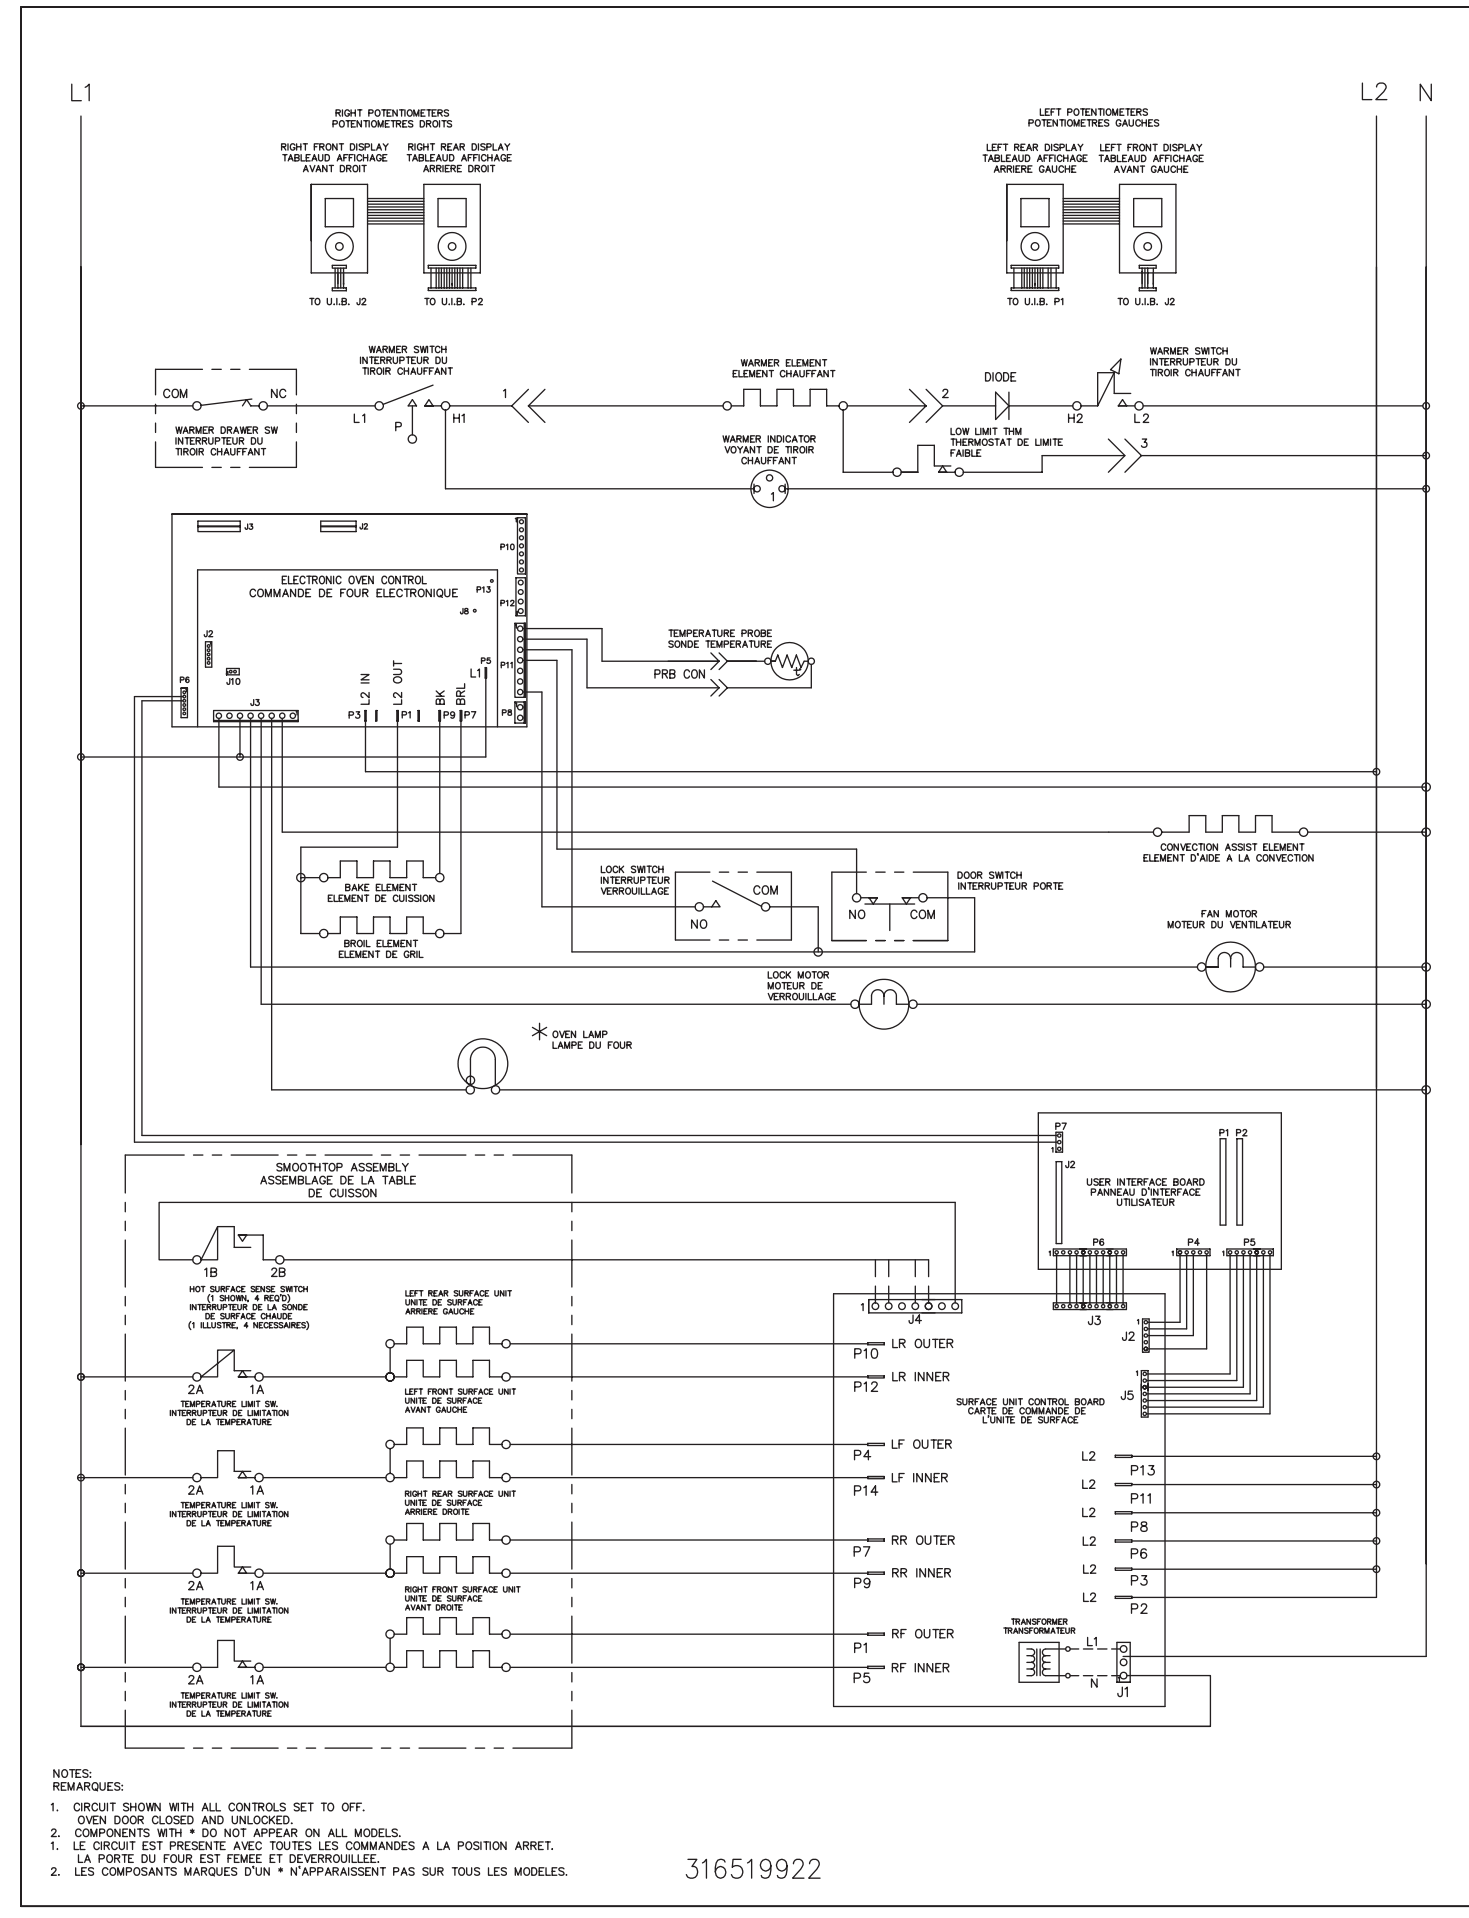 L1
L2
N
RIGHT POTENTIOMETERS
POTENTIOMETRES DROITS
RIGHT FRONT DISPLAY
TABLEAUD AFFICHAGE
AVANT DROIT
RIGHT REAR DISPLAY
TABLEAUD AFFICHAGE
ARRIERE DROIT
TO U.I.B. J2
TO U.I.B. P2
LEFT POTENTIOMETERS
POTENTIOMETRES GAUCHES
LEFT REAR DISPLAY
TABLEAUD AFFICHAGE
ARRIERE GAUCHE
LEFT FRONT DISPLAY
TABLEAUD AFFICHAGE
AVANT GAUCHE
TO U.I.B. P1
TO U.I.B. J2
COM
NC
WARMER DRAWER SW
INTERRUPTEUR DU
TIROIR CHAUFFANT
WARMER SWITCH
INTERRUPTEUR DU
TIROIR CHAUFFANT
L1
P
H1
1
WARMER ELEMENT
ELEMENT CHAUFFANT
2
DIODE
WARMER SWITCH
INTERRUPTEUR DU
TIROIR CHAUFFANT
H2
L2
WARMER INDICATOR
VOYANT DE TIROIR
CHAUFFANT
1
LOW LIMIT THM
THERMOSTAT DE LIMITE
FAIBLE
3
J3
J2
1
P10
ELECTRONIC OVEN CONTROL
COMMANDE DE FOUR ELECTRONIQUE
P13
P12
J8
J2
J10
P6
J3
L2 IN
L2 OUT
BK
BRL
P5
L1
P11
P3
P1
P9
P7
P8
TEMPERATURE PROBE
SONDE TEMPERATURE
PRB CON
t
CONVECTION ASSIST ELEMENT
ELEMENT D'AIDE A LA CONVECTION
BAKE ELEMENT
ELEMENT DE CUISSION
BROIL ELEMENT
ELEMENT DE GRIL
LOCK SWITCH
INTERRUPTEUR
VERROUILLAGE
COM
NO
DOOR SWITCH
INTERRUPTEUR PORTE
NO
COM
FAN MOTOR
MOTEUR DU VENTILATEUR
LOCK MOTOR
MOTEUR DE
VERROUILLAGE
* OVEN LAMP
LAMPE DU FOUR
P7
1
J2
P1 P2
USER INTERFACE BOARD
PANNEAU D'INTERFACE
UTILISATEUR
1
P6
1
P4
1
P5
SMOOTHTOP ASSEMBLY
ASSEMBLAGE DE LA TABLE
DE CUISSON
1B
2B
HOT SURFACE SENSE SWITCH
(1 SHOWN, 4 REQ'D)
INTERRUPTEUR DE LA SONDE
DE SURFACE CHAUDE
(1 ILLUSTRE, 4 NECESSAIRES)
LEFT REAR SURFACE UNIT
UNITE DE SURFACE
ARRIERE GAUCHE
1
J4
J3
1
J2
1
J5
P10
LR OUTER
P12
LR INNER
2A
1A
TEMPERATURE LIMIT SW.
INTERRUPTEUR DE LIMITATION
DE LA TEMPERATURE
LEFT FRONT SURFACE UNIT
UNITE DE SURFACE
AVANT GAUCHE
SURFACE UNIT CONTROL BOARD
CARTE DE COMMANDE DE
L'UNITE DE SURFACE
P4
LF OUTER
P14
LF INNER
2A
1A
TEMPERATURE LIMIT SW.
INTERRUPTEUR DE LIMITATION
DE LA TEMPERATURE
RIGHT REAR SURFACE UNIT
UNITE DE SURFACE
ARRIERE DROITE
L2
P13
L2
P11
L2
P8
L2
P6
L2
P3
L2
P2
P7
RR OUTER
P9
RR INNER
2A
1A
TEMPERATURE LIMIT SW.
INTERRUPTEUR DE LIMITATION
DE LA TEMPERATURE
RIGHT FRONT SURFACE UNIT
UNITE DE SURFACE
AVANT DROITE
P1
RF OUTER
P5
RF INNER
2A
1A
TEMPERATURE LIMIT SW.
INTERRUPTEUR DE LIMITATION
DE LA TEMPERATURE
TRANSFORMER
TRANSFORMATEUR
L1
N
1
J1
NOTES:
REMARQUES:
1. CIRCUIT SHOWN WITH ALL CONTROLS SET TO OFF.
OVEN DOOR CLOSED AND UNLOCKED.
2. COMPONENTS WITH * DO NOT APPEAR ON ALL MODELS.
1. LE CIRCUIT EST PRESENTE AVEC TOUTES LES COMMANDES A LA POSITION ARRET.
LA PORTE DU FOUR EST FEMEE ET DEVERROUILLEE.
2. LES COMPOSANTS MARQUES D'UN * N'APPARAISSENT PAS SUR TOUS LES MODELES.
316519922